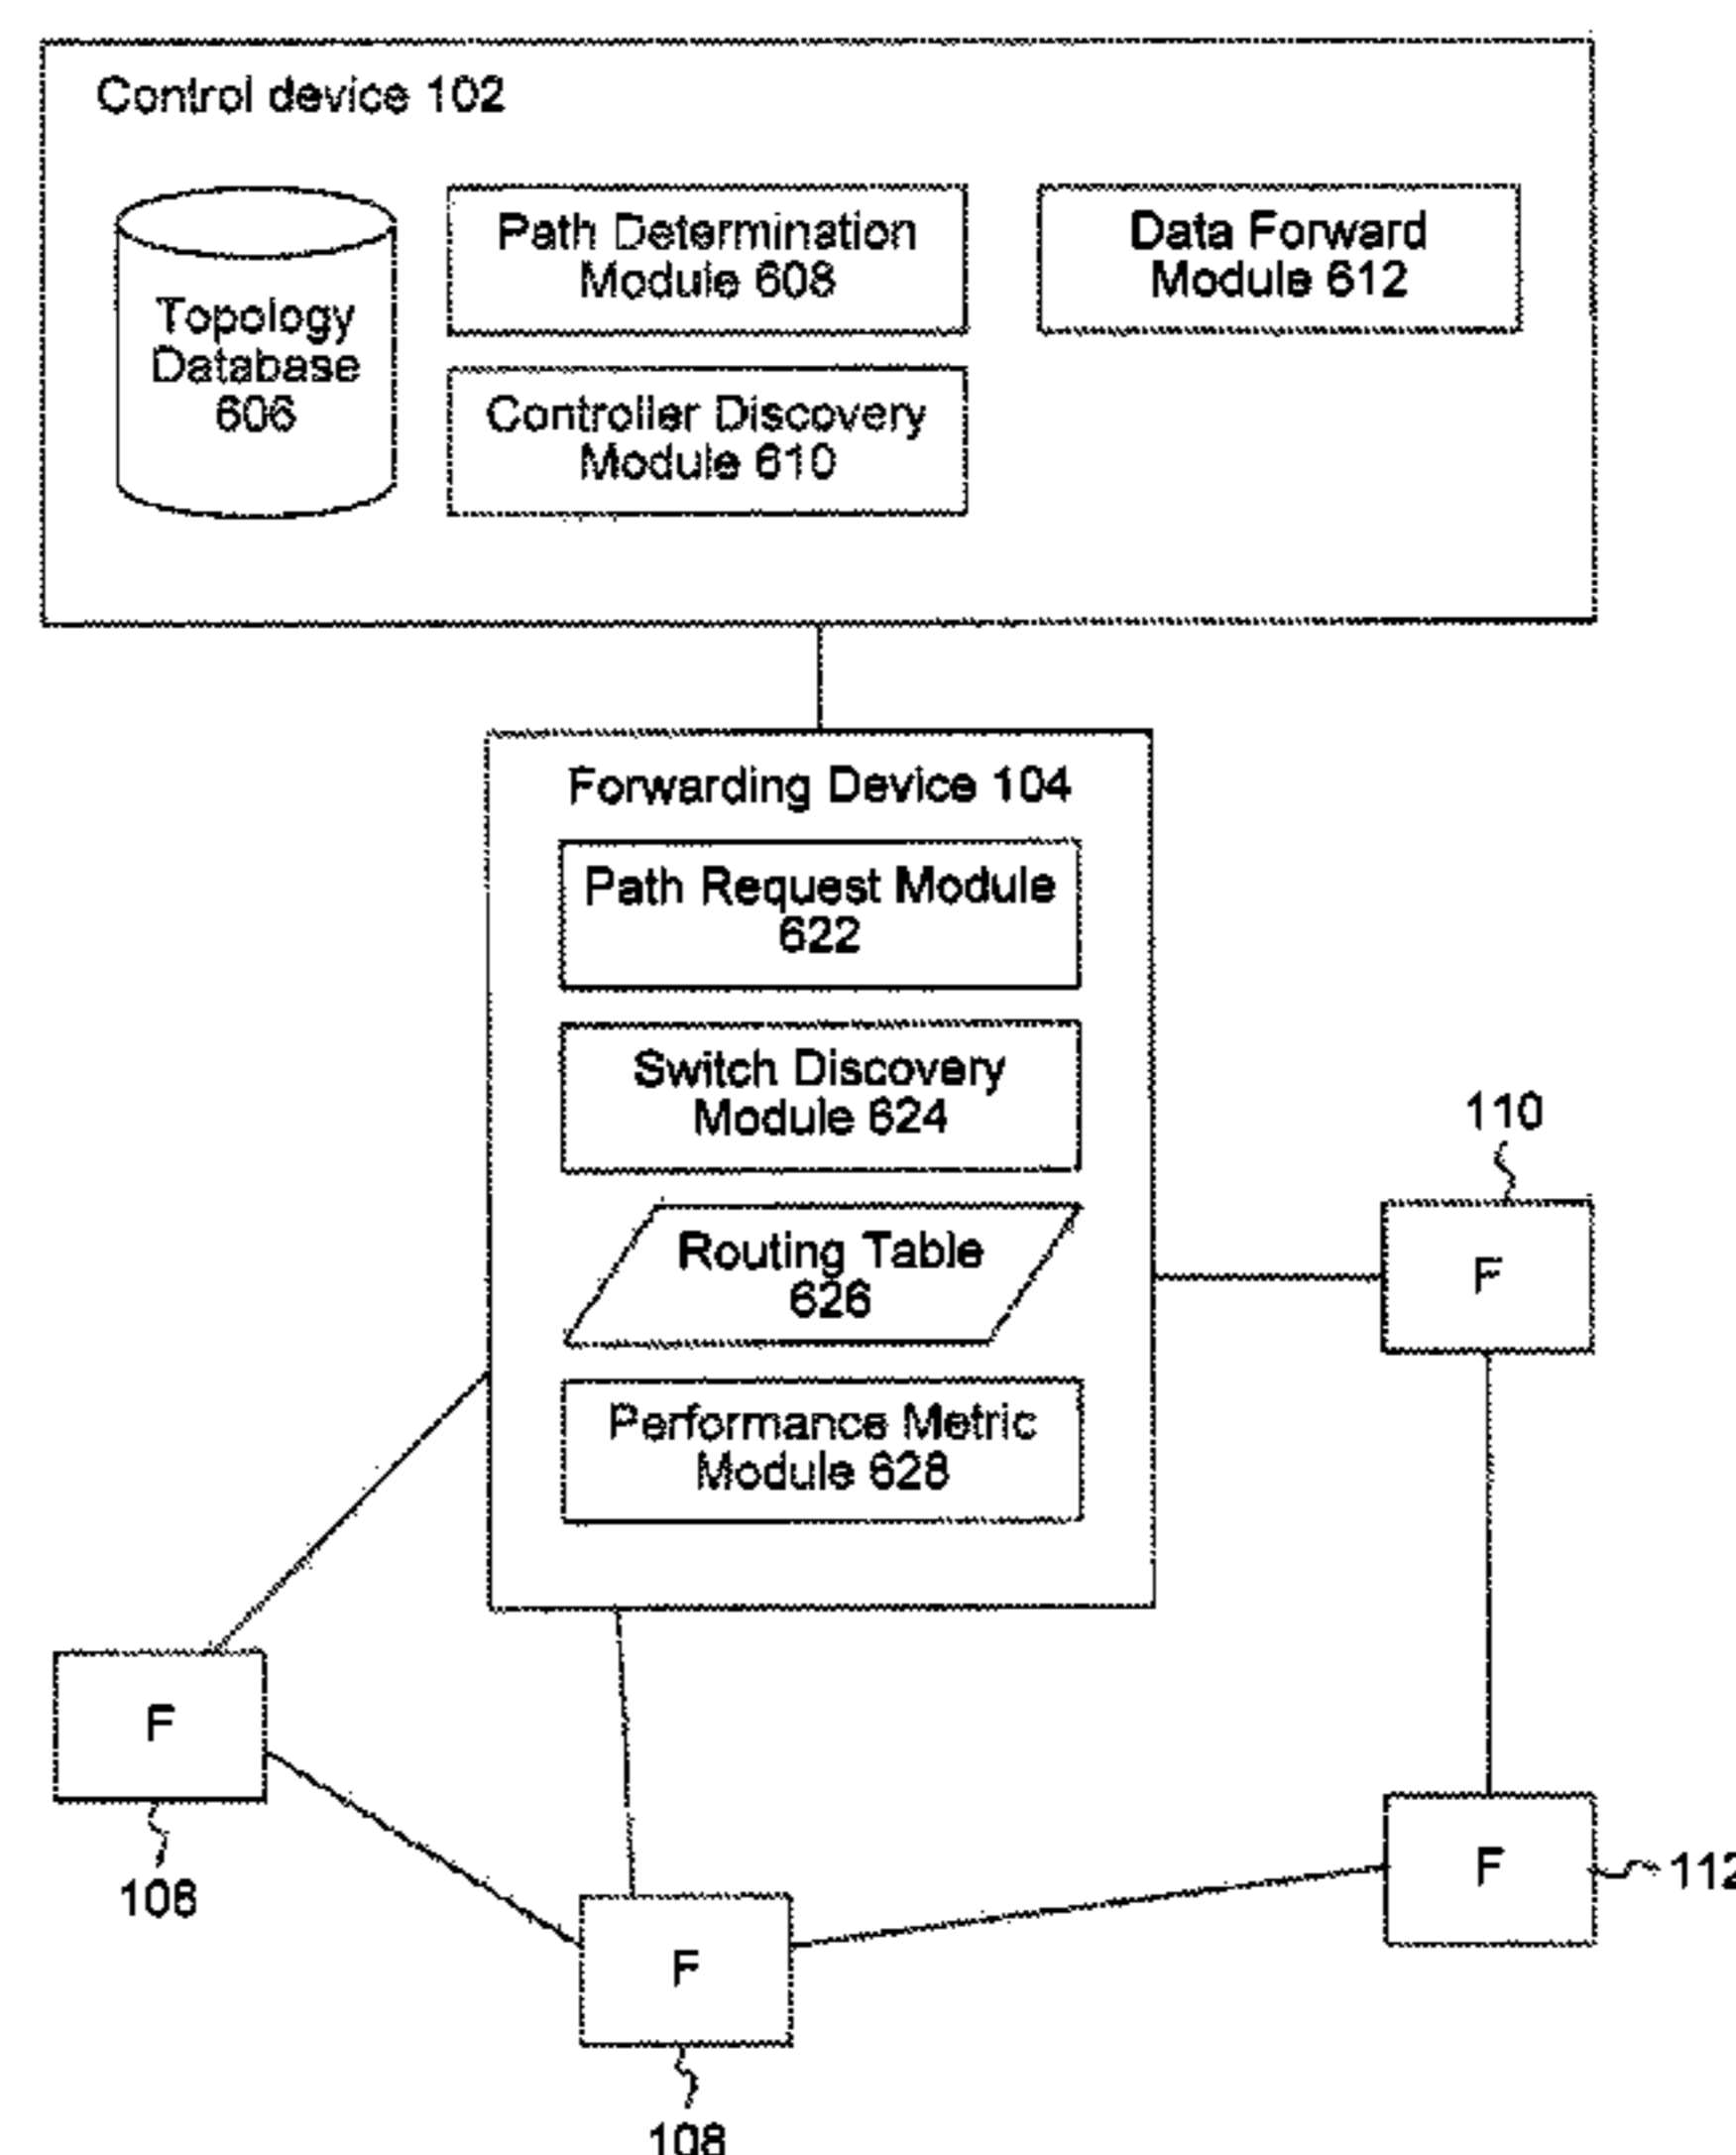 Control device 102
Topology
Database
606
Path Determination
Module 608
Controller Discovery
Module 610
Data Forward
Module 612
Forwarding Device 104
Path Request Module
622
Switch Discovery
Module 624
Routing Table
626
Performance Metric
Module 628
110
F
F
106
F
108
F
112